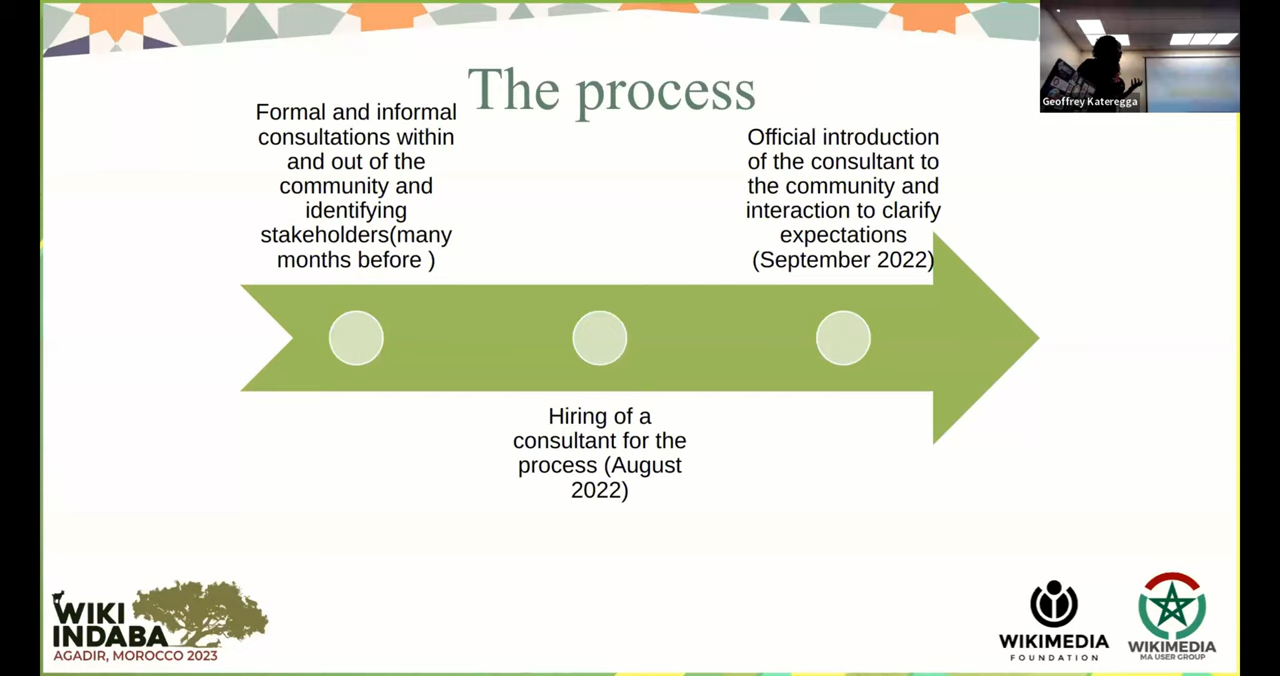 The process
Formal and informal
consultations within
and out of the
community and
identifying
stakeholders(many
months before )
Hiring of a
consultant for the
process (August
2022)
Official introduction
of the consultant to
the community and
interaction to clarify
expectations
(September 2022)
Geoffrey Kateregga
WIKI
INDABA
AGADIR, MOROCCO 2023
WIKIMEDIA
FOUNDATION
WIKIMEDIA
MA USER GROUP